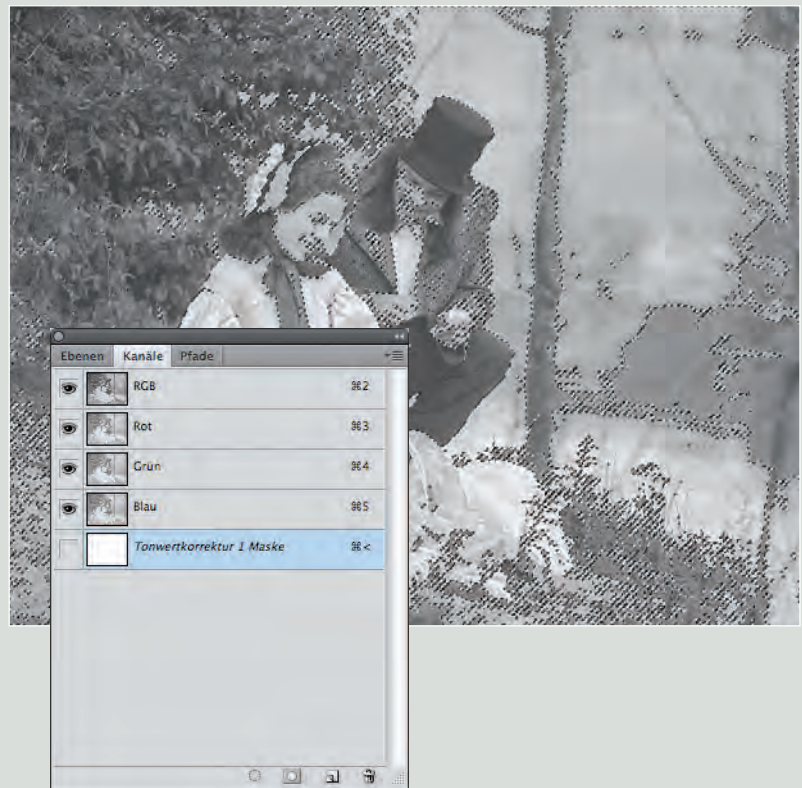 Ebenen Kanäle Pfade
RGB ⌘2
Rot ⌘3
Grün ⌘4
Blau ⌘5
Tonwertkorrektur 1 Maske ⌘<